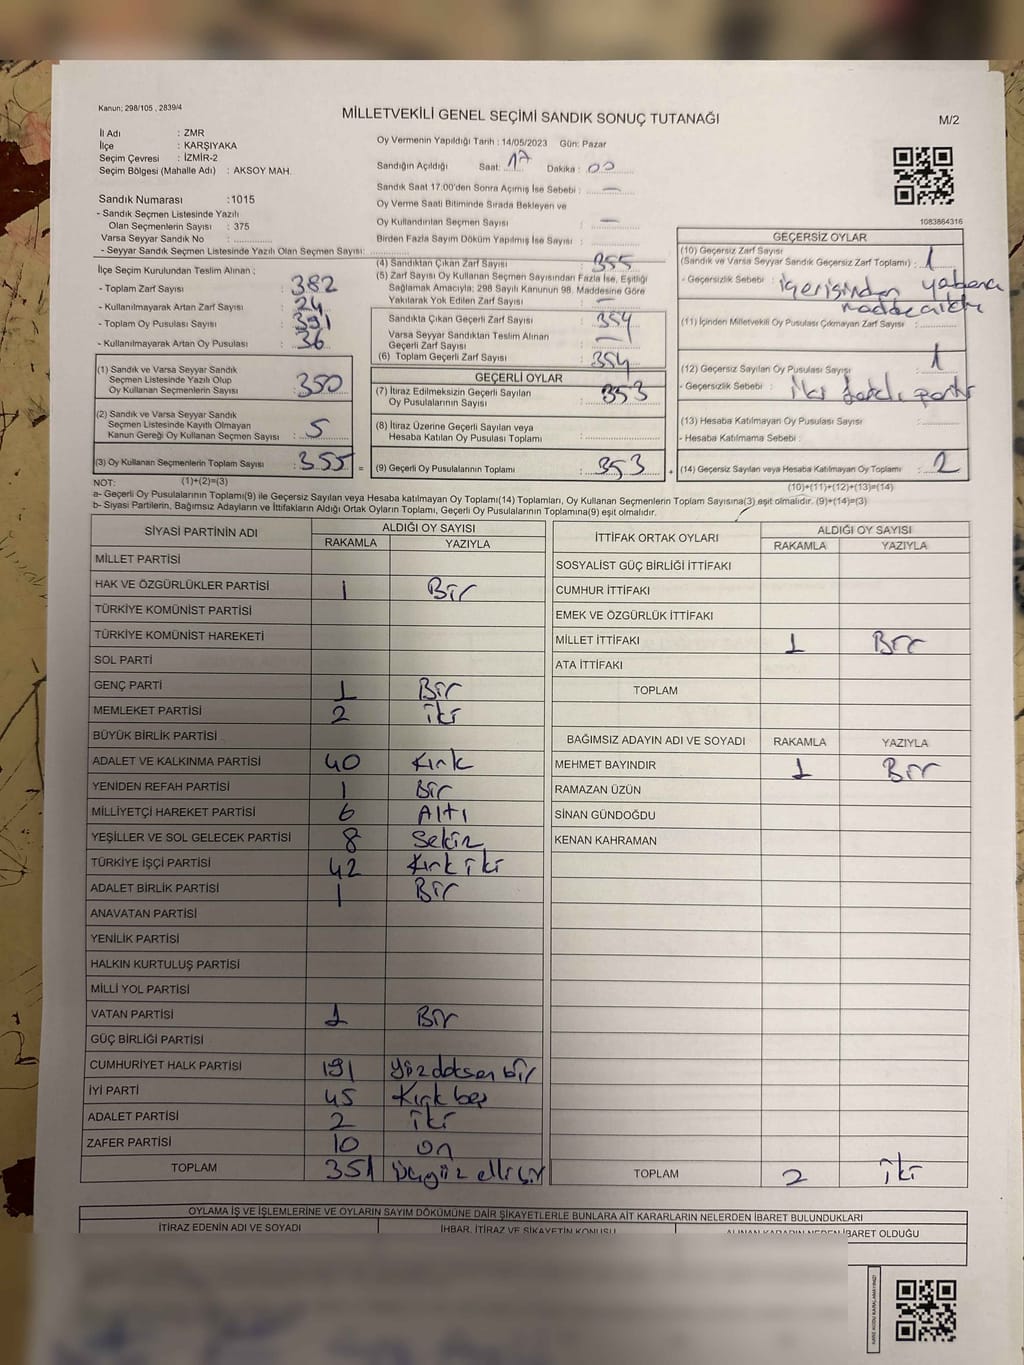 Kanun; 298/105 , 2839/4
MİLLETVEKİLİ GENEL SEÇİMİ SANDIK SONUÇ TUTANAĞI
M/2
İl Adı : ZMR
İlçe : KARŞIYAKA
Seçim Çevresi : İZMİR-2
Seçim Bölgesi (Mahalle Adı) : AKSOY MAH.
Oy Vermenin Yapıldığı Tarih : 14/05/2023 Gün: Pazar
Sandığın Açıldığı Saat: 17 Dakika : 00
Sandık Saat 17.00'den Sonra Açımış İse Sebebi : —
Oy Verme Saati Bitiminde Sırada Bekleyen ve
Oy Kullandırılan Seçmen Sayısı : —
Birden Fazla Sayım Döküm Yapılmış İse Sayısı :
1083864316
Sandık Numarası :1015
- Sandık Seçmen Listesinde Yazılı
Olan Seçmenlerin Sayısı : 375
Varsa Seyyar Sandık No :
- Seyyar Sandık Seçmen Listesinde Yazılı Olan Seçmen Sayısı:
İlçe Seçim Kurulundan Teslim Alınan ;
- Toplam Zarf Sayısı : 382
- Kullanılmayarak Artan Zarf Sayısı : 24
- Toplam Oy Pusulası Sayısı : 391
- Kullanılmayarak Artan Oy Pusulası : 36
(1) Sandık ve Varsa Seyyar Sandık
Seçmen Listesinde Yazılı Olup
Oy Kullanan Seçmenlerin Sayısı : 350
(2) Sandık ve Varsa Seyyar Sandık
Seçmen Listesinde Kayıtlı Olmayan
Kanun Gereği Oy Kullanan Seçmen Sayısı : 5
(3) Oy Kullanan Seçmenlerin Toplam Sayısı : 355 =
(4) Sandıktan Çıkan Zarf Sayısı : 355
(5) Zarf Sayısı Oy Kullanan Seçmen Sayısından Fazla İse, Eşitliği
Sağlamak Amacıyla; 298 Sayılı Kanunun 98. Maddesine Göre
Yakılarak Yok Edilen Zarf Sayısı : —
Sandıkta Çıkan Geçerli Zarf Sayısı : 354
Varsa Seyyar Sandıktan Teslim Alınan
Geçerli Zarf Sayısı : —
(6) Toplam Geçerli Zarf Sayısı : 354
GEÇERLİ OYLAR
(7) İtiraz Edilmeksizin Geçerli Sayılan
Oy Pusulalarının Sayısı : 353
(8) İtiraz Üzerine Geçerli Sayılan veya
Hesaba Katılan Oy Pusulası Toplamı :
(9) Geçerli Oy Pusulalarının Toplamı : 353 +
GEÇERSİZ OYLAR
(10) Geçersiz Zarf Sayısı
(Sandık ve Varsa Seyyar Sandık Geçersiz Zarf Toplamı) : 1
- Geçersizlik Sebebi : içerisinden yabancı
madde çıktı
(11) İçinden Milletvekili Oy Pusulası Çıkmayan Zarf Sayısı :
(12) Geçersiz Sayılan Oy Pusulası Sayısı : 1
- Geçersizlik Sebebi : iki farklı parti
(13) Hesaba Katılmayan Oy Pusulası Sayısı :
- Hesaba Katılmama Sebebi :
(14) Geçersiz Sayılan veya Hesaba Katılmayan Oy Toplamı : 2
NOT: (1)+(2)=(3)
(10)+(11)+(12)+(13)=(14)
a- Geçerli Oy Pusulalarının Toplamı(9) ile Geçersiz Sayılan veya Hesaba katılmayan Oy Toplamı(14) Toplamları, Oy Kullanan Seçmenlerin Toplam Sayısına(3) eşit olmalıdır. (9)+(14)=(3)
b- Siyasi Partilerin, Bağımsız Adayların ve İttifakların Aldığı Ortak Oyların Toplamı, Geçerli Oy Pusulalarının Toplamına(9) eşit olmalıdır.
SİYASİ PARTİNİN ADI ALDIĞI OY SAYISI
RAKAMLA YAZIYLA
MİLLET PARTİSİ
HAK VE ÖZGÜRLÜKLER PARTİSİ 1 Bir
TÜRKİYE KOMÜNİST PARTİSİ
TÜRKİYE KOMÜNİST HAREKETİ
SOL PARTİ
GENÇ PARTİ 1 Bir
MEMLEKET PARTİSİ 2 iki
BÜYÜK BİRLİK PARTİSİ
ADALET VE KALKINMA PARTİSİ 40 Kırk
YENİDEN REFAH PARTİSİ 1 Bir
MİLLİYETÇİ HAREKET PARTİSİ 6 Altı
YEŞİLLER VE SOL GELECEK PARTİSİ 8 Sekiz
TÜRKİYE İŞÇİ PARTİSİ 42 Kırk iki
ADALET BİRLİK PARTİSİ 1 Bir
ANAVATAN PARTİSİ
YENİLİK PARTİSİ
HALKIN KURTULUŞ PARTİSİ
MİLLİ YOL PARTİSİ
VATAN PARTİSİ 1 Bir
GÜÇ BİRLİĞİ PARTİSİ
CUMHURİYET HALK PARTİSİ 191 Yüz doksan bir
İYİ PARTİ 45 Kırk beş
ADALET PARTİSİ 2 iki
ZAFER PARTİSİ 10 on
TOPLAM 351 üçyüz elli bir
İTTİFAK ORTAK OYLARI ALDIĞI OY SAYISI
RAKAMLA YAZIYLA
SOSYALİST GÜÇ BİRLİĞİ İTTİFAKI
CUMHUR İTTİFAKI
EMEK VE ÖZGÜRLÜK İTTİFAKI
MİLLET İTTİFAKI 1 Bir
ATA İTTİFAKI
TOPLAM
BAĞIMSIZ ADAYIN ADI VE SOYADI RAKAMLA YAZIYLA
MEHMET BAYINDIR 1 Bir
RAMAZAN ÜZÜN
SİNAN GÜNDOĞDU
KENAN KAHRAMAN
TOPLAM 2 iki
OYLAMA İŞ VE İŞLEMLERİNE VE OYLARIN SAYIM DÖKÜMÜNE DAİR ŞİKAYETLERLE BUNLARA AİT KARARLARIN NELERDEN İBARET BULUNDUKLARI
İTİRAZ EDENİN ADI VE SOYADI
İHBAR, İTİRAZ VE ŞİKAYETİN KONUSU
ALINAN KARARIN NEDEN İBARET OLDUĞU